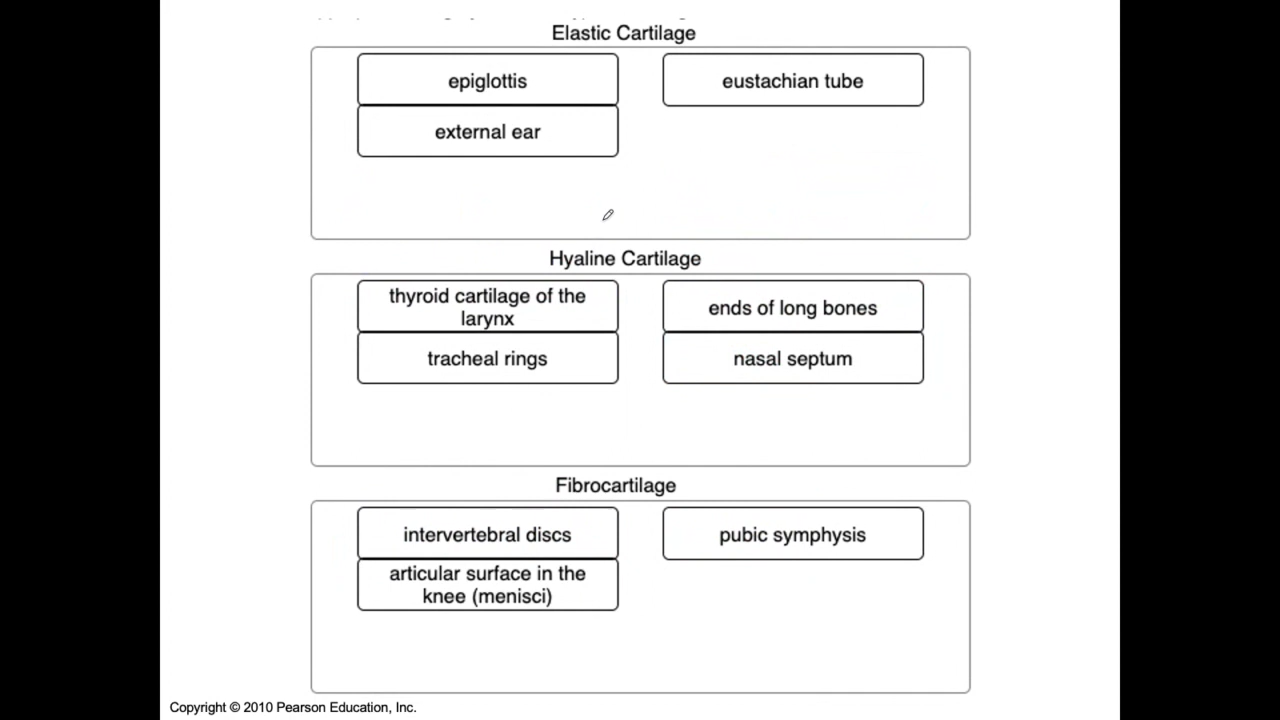 Elastic Cartilage
epiglottis
eustachian tube
external ear
Hyaline Cartilage
thyroid cartilage of the
larynx
ends of long bones
tracheal rings
nasal septum
Fibrocartilage
intervertebral discs
pubic symphysis
articular surface in the
knee (menisci)
Copyright © 2010 Pearson Education, Inc.